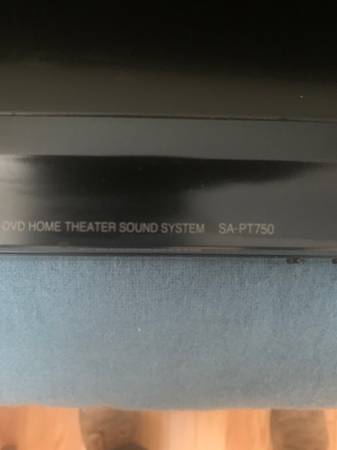 DVD HOME THEATER SOUND SYSTEM SA-PT750